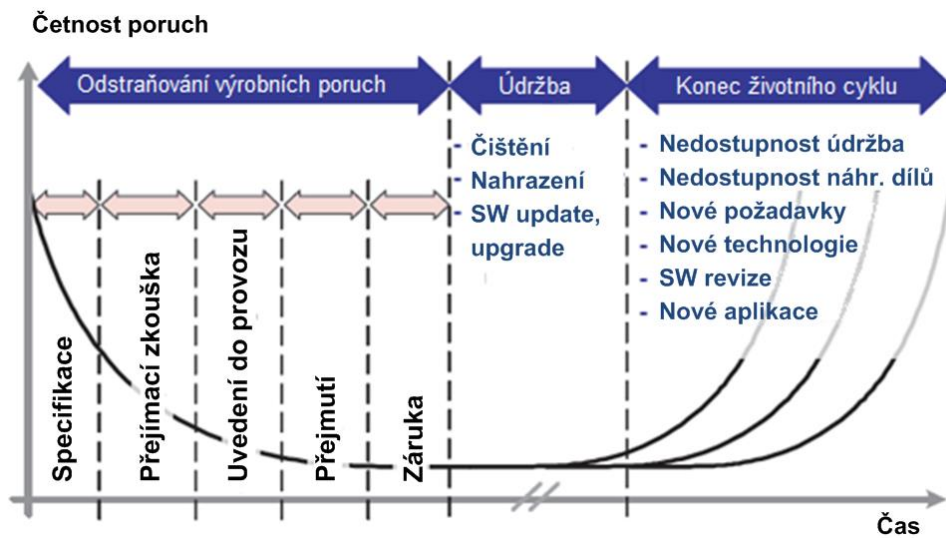 Četnost poruch
Odstraňování výrobních poruch
Údržba
Konec životního cyklu
- Čištění
- Nahrazení
- SW update,
upgrade
- Nedostupnost údržba
- Nedostupnost náhr. dílů
- Nové požadavky
- Nové technologie
- SW revize
- Nové aplikace
Specifikace
Přejímací zkouška
Uvedení do provozu
Přejmutí
Záruka
Čas